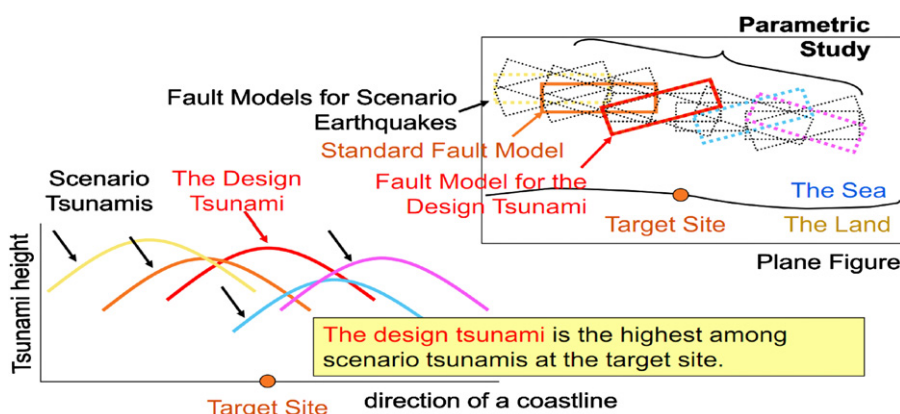 Parametric
Study
Fault Models for Scenario
Earthquakes
Standard Fault Model
Fault Model for the
Design Tsunami
The Sea
Target Site
The Land
Plane Figure
Scenario
Tsunamis
The Design
Tsunami
Tsunami height
The design tsunami is the highest among
scenario tsunamis at the target site.
Target Site
direction of a coastline